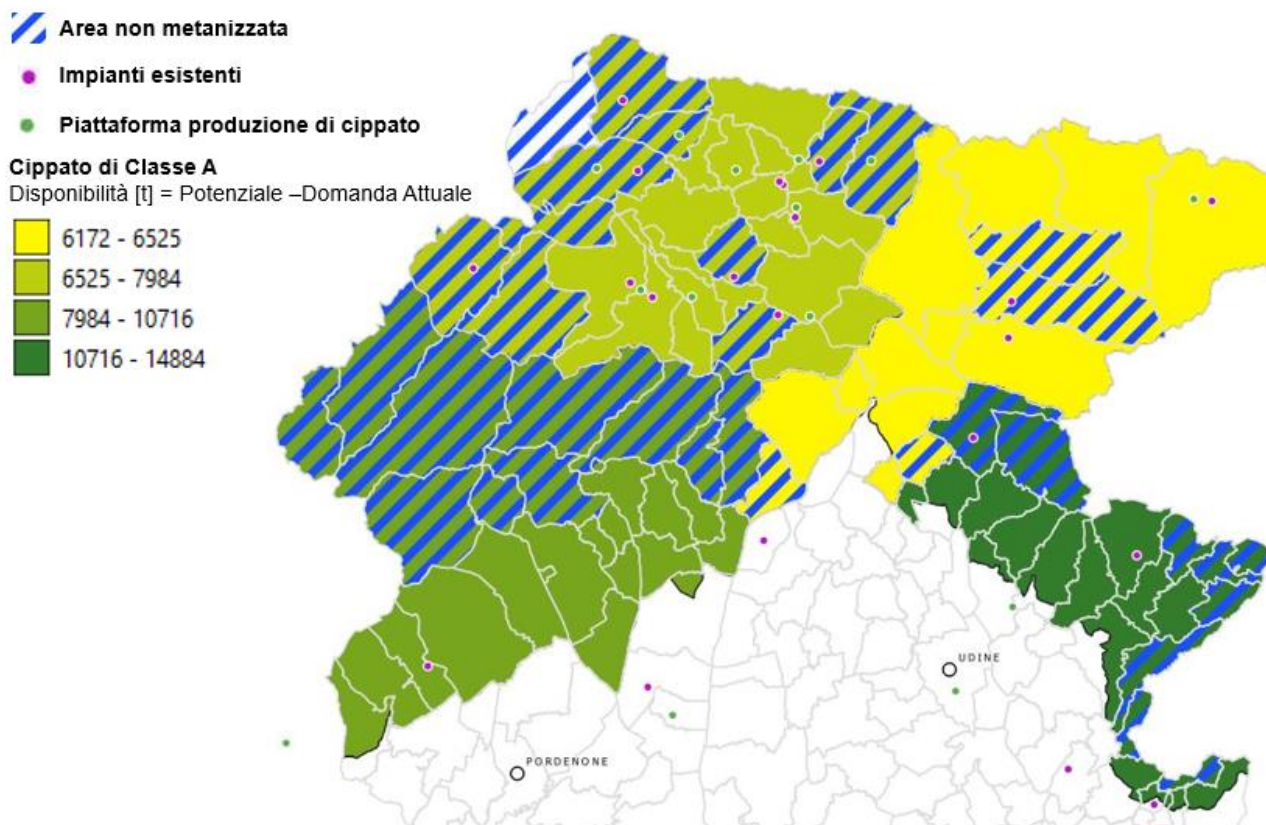 Area non metanizzata
Impianti esistenti
Piattaforma produzione di cippato
Cippato di Classe A
Disponibilità [t] = Potenziale –Domanda Attuale
6172 - 6525
6525 - 7984
7984 - 10716
10716 - 14884
UDINE
PORDENONE